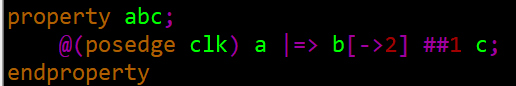 property abc;
@(posedge clk) a |=> b[->2] ##1 c;
endproperty